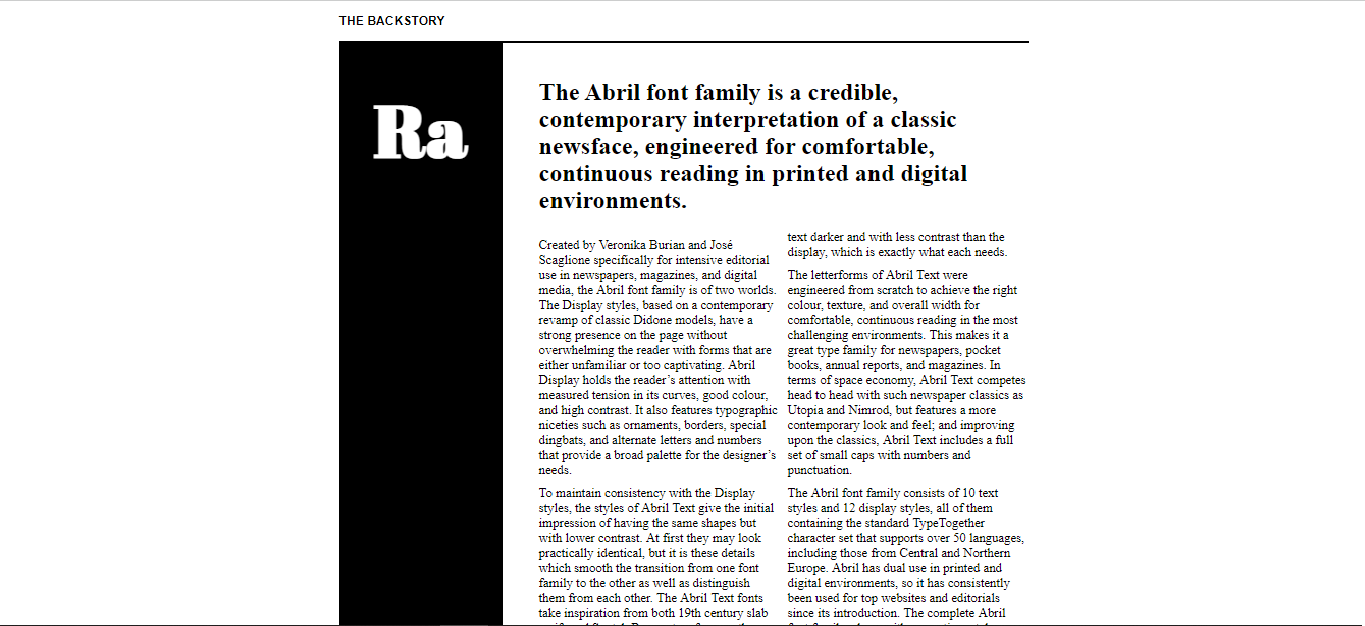 THE BACKSTORY
Ra
The Abril font family is a credible,
contemporary interpretation of a classic
newsface, engineered for comfortable,
continuous reading in printed and digital
environments.
Created by Veronika Burian and José
Scaglione specifically for intensive editorial
use in newspapers, magazines, and digital
media, the Abril font family is of two worlds.
The Display styles, based on a contemporary
revamp of classic Didone models, have a
strong presence on the page without
overwhelming the reader with forms that are
either unfamiliar or too captivating. Abril
Display holds the reader’s attention with
measured tension in its curves, good colour,
and high contrast. It also features typographic
niceties such as ornaments, borders, special
dingbats, and alternate letters and numbers
that provide a broad palette for the designer’s
needs.
To maintain consistency with the Display
styles, the styles of Abril Text give the initial
impression of having the same shapes but
with lower contrast. At first they may look
practically identical, but it is these details
which smooth the transition from one font
family to the other as well as distinguish
them from each other. The Abril Text fonts
take inspiration from both 19th century slab
text darker and with less contrast than the
display, which is exactly what each needs.
The letterforms of Abril Text were
engineered from scratch to achieve the right
colour, texture, and overall width for
comfortable, continuous reading in the most
challenging environments. This makes it a
great type family for newspapers, pocket
books, annual reports, and magazines. In
terms of space economy, Abril Text competes
head to head with such newspaper classics as
Utopia and Nimrod, but features a more
contemporary look and feel; and improving
upon the classics, Abril Text includes a full
set of small caps with numbers and
punctuation.
The Abril font family consists of 10 text
styles and 12 display styles, all of them
containing the standard TypeTogether
character set that supports over 50 languages,
including those from Central and Northern
Europe. Abril has dual use in printed and
digital environments, so it has consistently
been used for top websites and editorials
since its introduction. The complete Abril